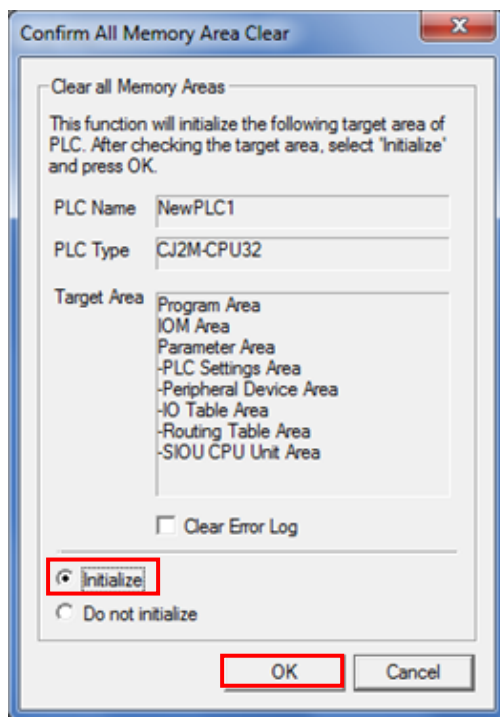 Confirm All Memory Area Clear
Clear all Memory Areas
This function will initialize the following target area of
PLC. After checking the target area, select 'Initialize'
and press OK.
PLC Name NewPLC1
PLC Type CJ2M-CPU32
Target Area Program Area
IOM Area
Parameter Area
-PLC Settings Area
-Peripheral Device Area
-IO Table Area
-Routing Table Area
-SIOU CPU Unit Area
Clear Error Log
Initialize
Do not initialize
OK Cancel